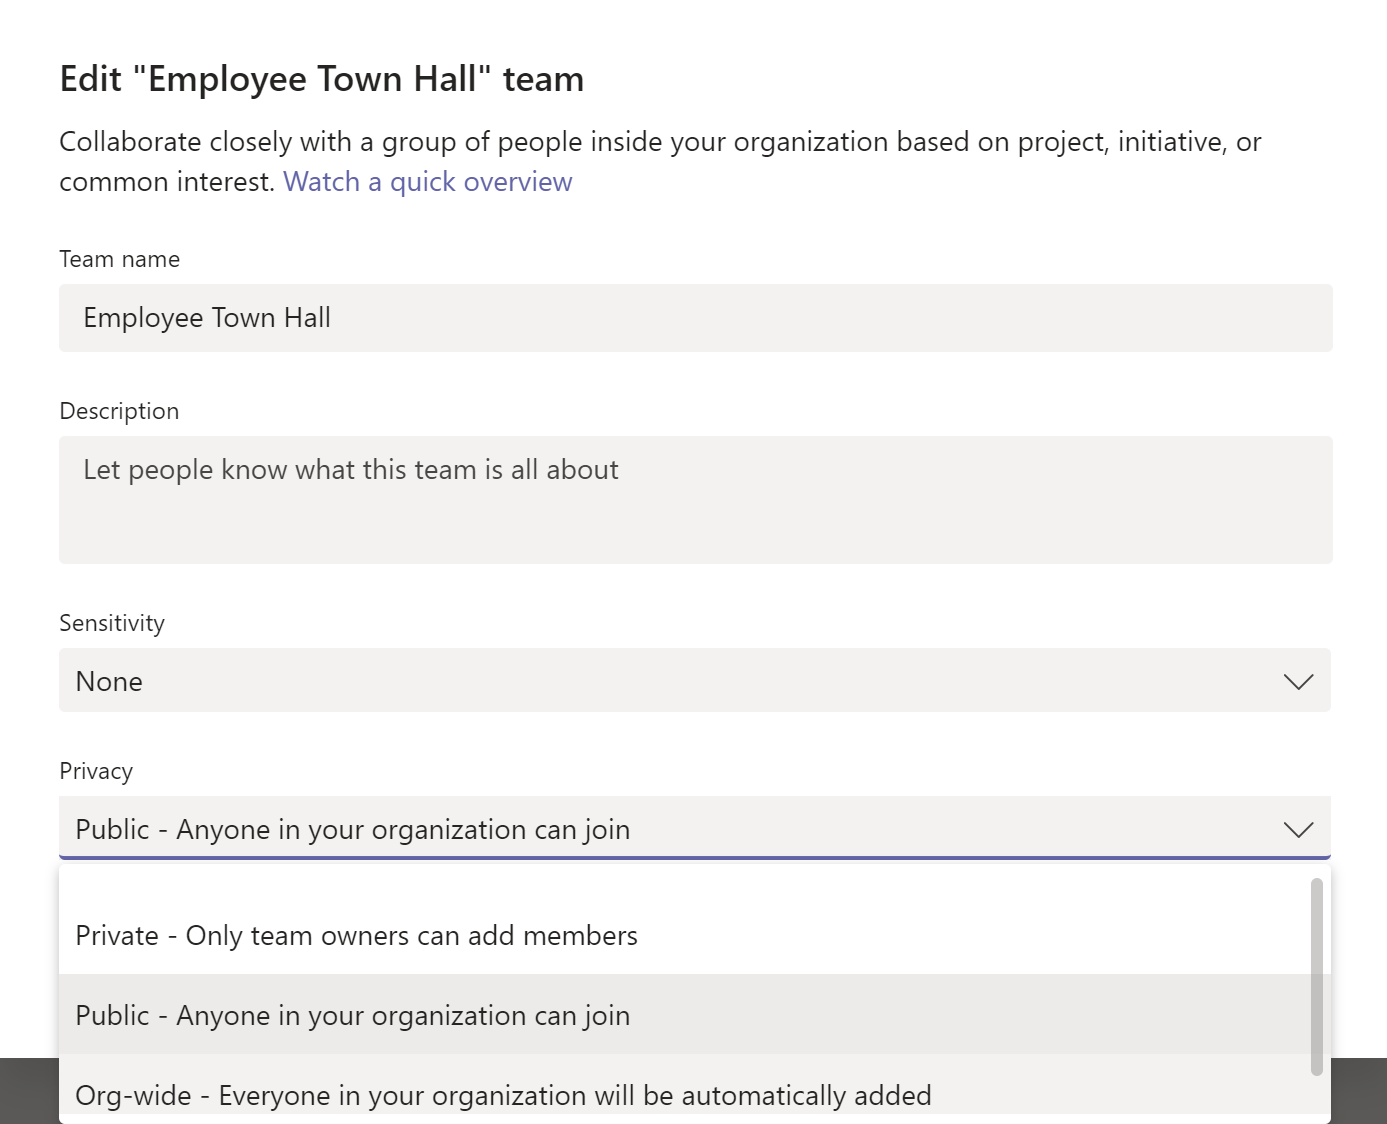 Edit "Employee Town Hall" team
Collaborate closely with a group of people inside your organization based on project, initiative, or
common interest. Watch a quick overview
Team name
Employee Town Hall
Description
Let people know what this team is all about
Sensitivity
None
Privacy
Public - Anyone in your organization can join
Private - Only team owners can add members
Public - Anyone in your organization can join
Org-wide - Everyone in your organization will be automatically added